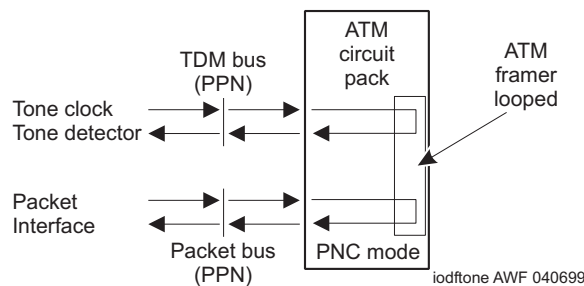 ATM
circuit
pack
TDM bus
(PPN)
ATM
framer
looped
Tone clock
Tone detector
Packet
Interface
Packet bus
(PPN)
PNC mode
iodftone AWF 040699